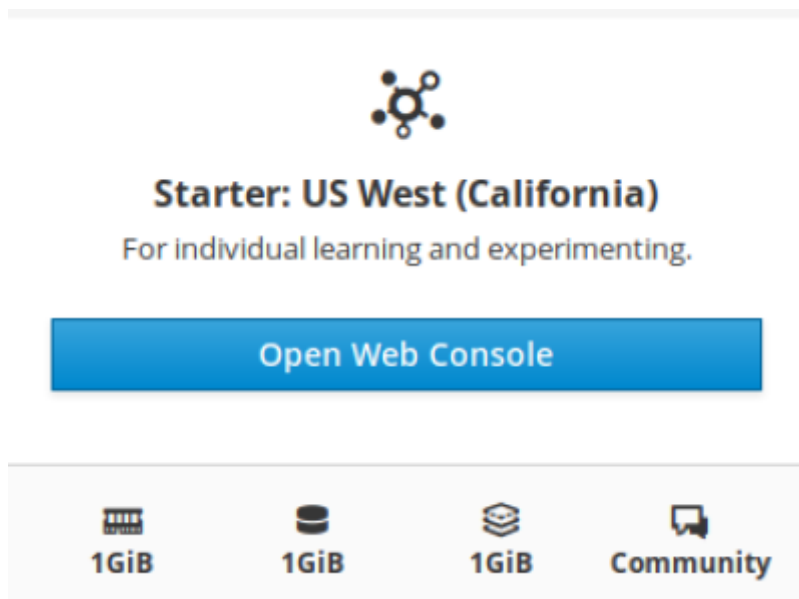 Starter: US West (California)
For individual learning and experimenting.
Open Web Console
1GiB 1GiB 1GiB Community